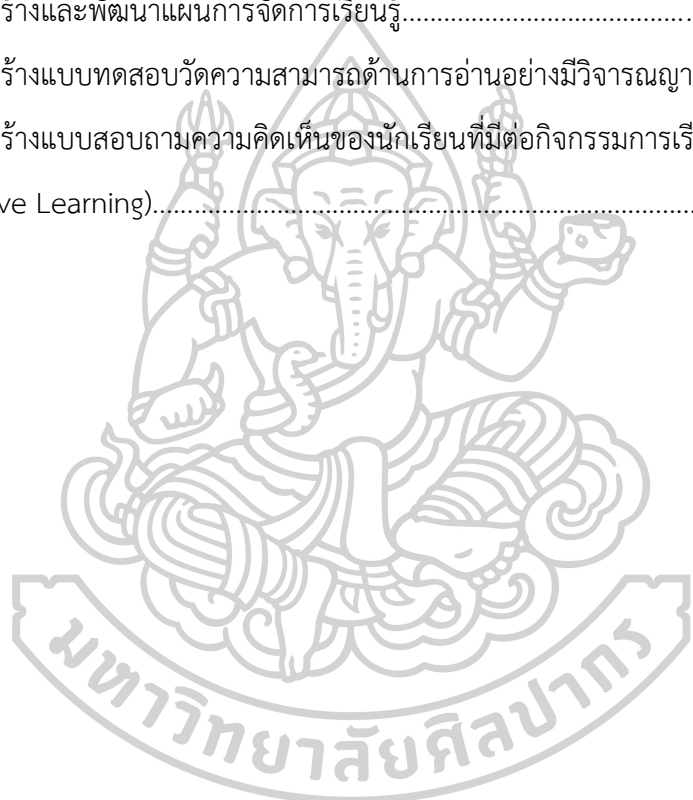 ร้างและพัฒนาแผนการจัดการเรียนรู้.........................................
ร้างแบบทดสอบวัดความสามารถด้านการอ่านอย่างมีวิจารณญา
ร้างแบบสอบถามความคิดเห็นของนักเรียนที่มีต่อกิจกรรมการเรี
ve Learning)...............................................................................
มหาวิทยาลัยศิลปากร